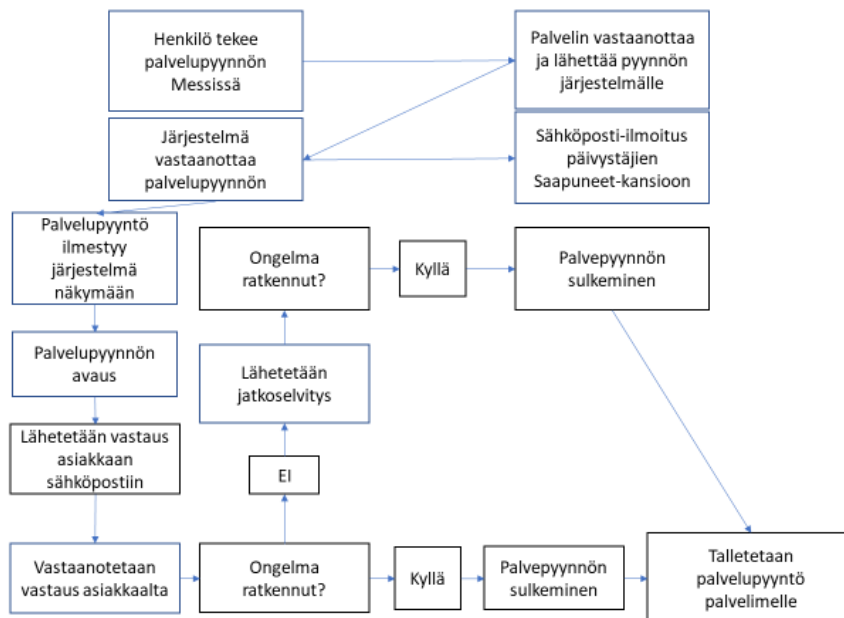 Henkilö tekee
palvelupyynnön
Messissä
Palvelin vastaanottaa
ja lähettää pyynnön
järjestelmälle
Järjestelmä
vastaanottaa
palvelupyynnön
Sähköposti-ilmoitus
päivystäjien
Saapuneet-kansioon
Palvelupyyntö
ilmestyy
järjestelmä
näkymään
Ongelma
ratkennut?
Kyllä
Palvepyynnön
sulkeminen
Palvelupyynnön
avaus
Lähetetään
jatkoselvitys
Lähetetään vastaus
asiakkaan
sähköpostiin
EI
Vastaanotetaan
vastaus asiakkaalta
Ongelma
ratkennut?
Kyllä
Palvepyynnön
sulkeminen
Talletetaan
palvelupyyntö
palvelimelle